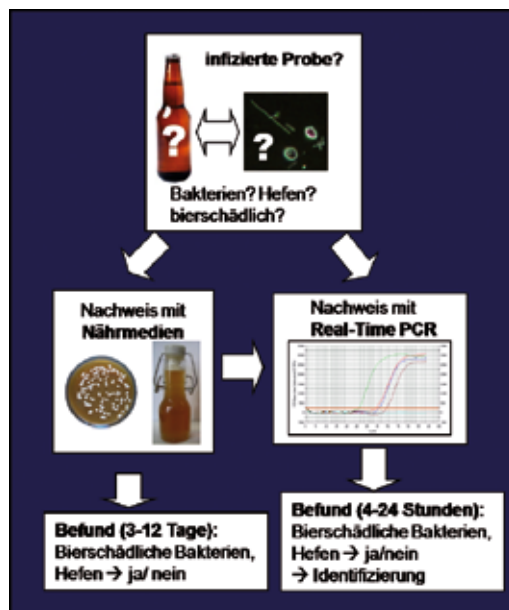 infizierte Probe?
?
?
Bakterien? Hefen?
bierschädlich?
Nachweis mit
Nährmedien
Nachweis mit
Real-Time PCR
Befund (3-12 Tage):
Bierschädliche Bakterien,
Hefen → ja/ nein
Befund (4-24 Stunden):
Bierschädliche Bakterien,
Hefen → ja/nein
→ Identifizierung